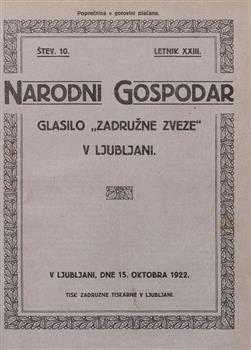 Poprečnina v gotovini plačana.
ŠTEV. 10.
LETNIK XXIII.
NARODNI GOSPODAR
GLASILO „ZADRUŽNE ZVEZE“
V LJUBLJANI.
V LJUBLJANI, DNE 15. OKTOBRA 1922.
TISK ZADRUŽNE TISKARNE V LJUBLJANI.